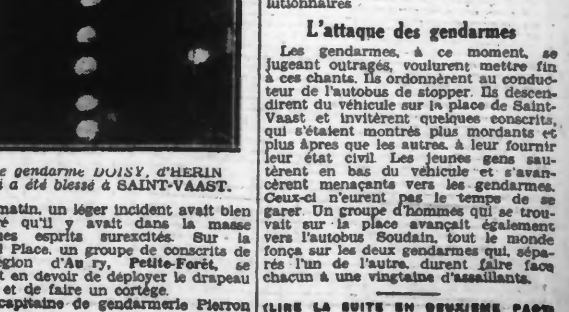 e gendarme DOISY, d'HERIN
i a été blessé à SAINT-VAAST.
matin, un léger incident avait bien
é qu'il y avait dans la masse
nes esprits surexcités. Sur la
Place, un groupe de conscrits de
égion d'Au ry, Petite-Forêt, se
t en devoir de déployer le drapeau
et de faire un cortège.
capitaine de gendarmerie Pierron
lutionnaires
L'attaque des gendarmes
Les gendarmes, à ce moment, se
jugeant outragés, voulurent mettre fin
à ces chants. Ils ordonnèrent au conduc-
teur de l'autobus de stopper. Ils descen-
dirent du véhicule sur la place de Saint-
Vaast et invitèrent quelques conscrits,
qui s'étaient montrés plus mordants et
plus âpres que les autres, à leur fournir
leur état civil. Les jeunes gens sau-
tèrent en bas du véhicule et s'avan-
cèrent menaçants vers les gendarmes.
Ceux-ci n'eurent pas le temps de se
garer. Un groupe d'hommes qui se trou-
vait sur la place avançait également
vers l'autobus Soudain, tout le monde
fonça sur les deux gendarmes qui, sépa-
rés l'un de l'autre, durent faire face
chacun à une vingtaine d'assaillants.
(LIRE LA SUITE EN DEUXIEME PAGE)